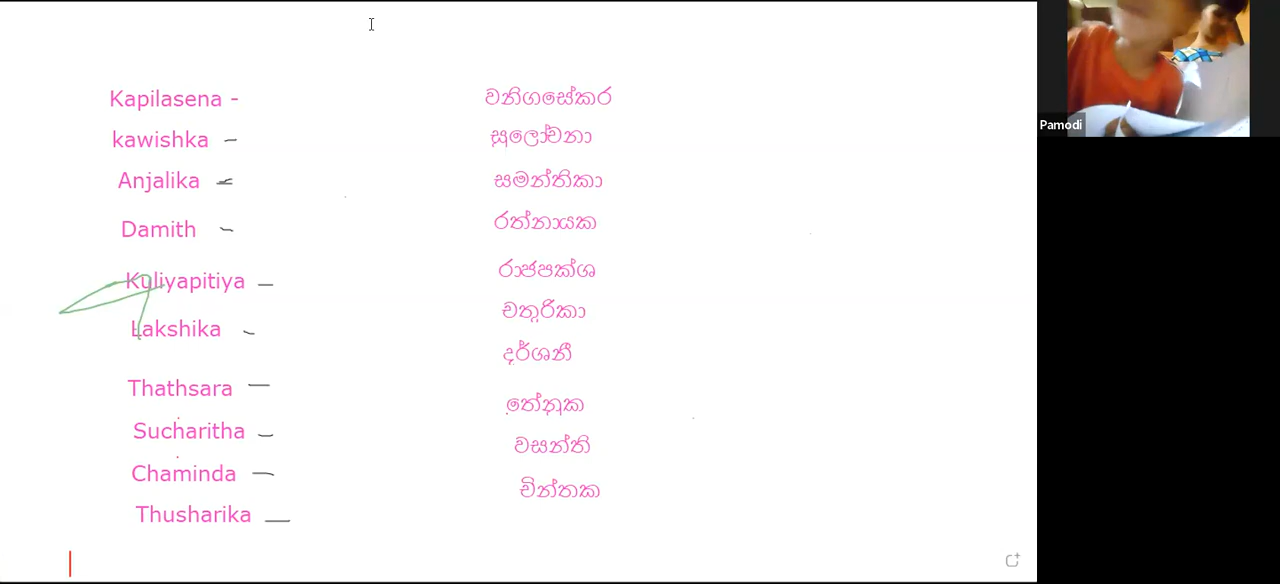 Kapilasena -
kawishka -
Anjalika -
Damith -
Kuliyapitiya -
Lakshika -
Thathsara -
Sucharitha -
Chaminda -
Thusharika -
වනිගසේකර
සුලෝචනා
සමන්තිකා
රත්නායක
රාජපක්ශ
චතුරිකා
දර්ශනී
තේනුක
වසන්ති
චින්තක
Pamodi